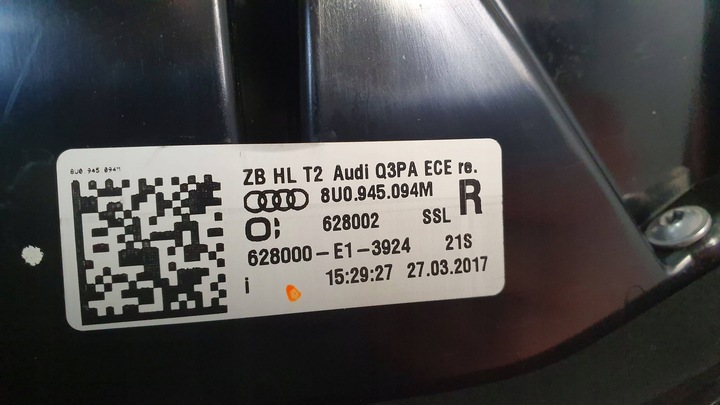 8U0 945 094M
ZB HL T2 Audi Q3PA ECE re.
8U0.945.094M R
628002 SSL
628000-E1-3924 21S
i 15:29:27 27.03.2017